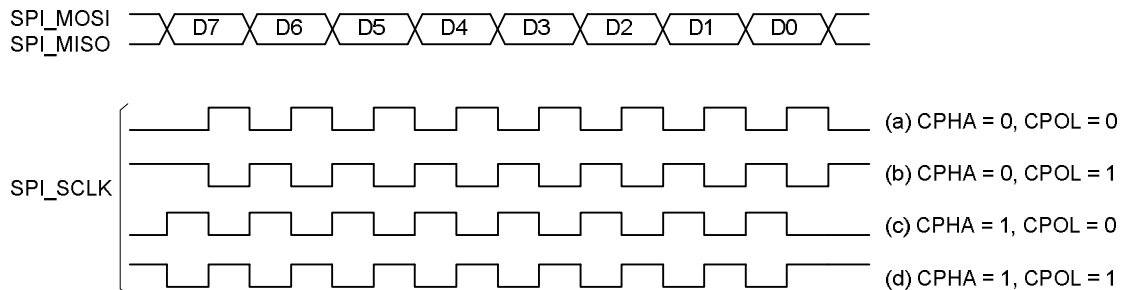 SPI_MOSI
SPI_MISO
D7 D6 D5 D4 D3 D2 D1 D0
SPI_SCLK
(a) CPHA = 0, CPOL = 0
(b) CPHA = 0, CPOL = 1
(c) CPHA = 1, CPOL = 0
(d) CPHA = 1, CPOL = 1